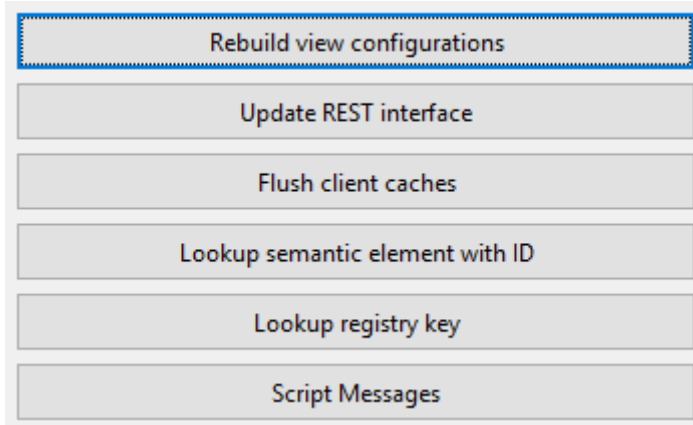 Rebuild view configurations
Update REST interface
Flush client caches
Lookup semantic element with ID
Lookup registry key
Script Messages